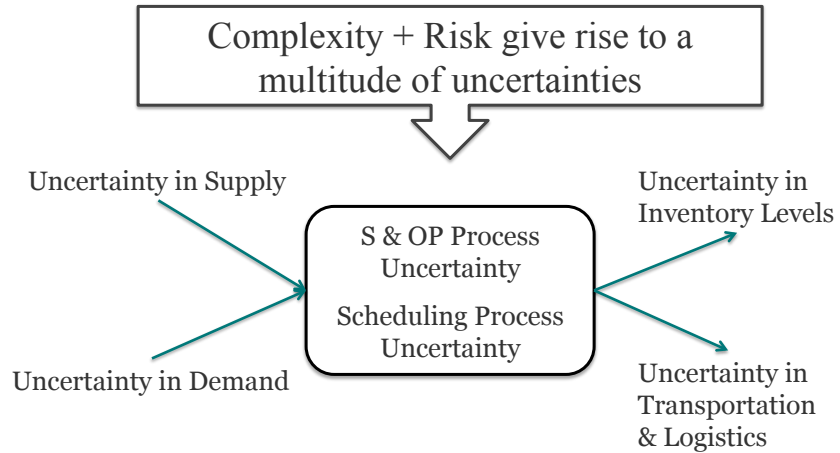 Complexity + Risk give rise to a
multitude of uncertainties
Uncertainty in Supply
Uncertainty in Demand
S & OP Process
Uncertainty
Scheduling Process
Uncertainty
Uncertainty in
Inventory Levels
Uncertainty in
Transportation
& Logistics